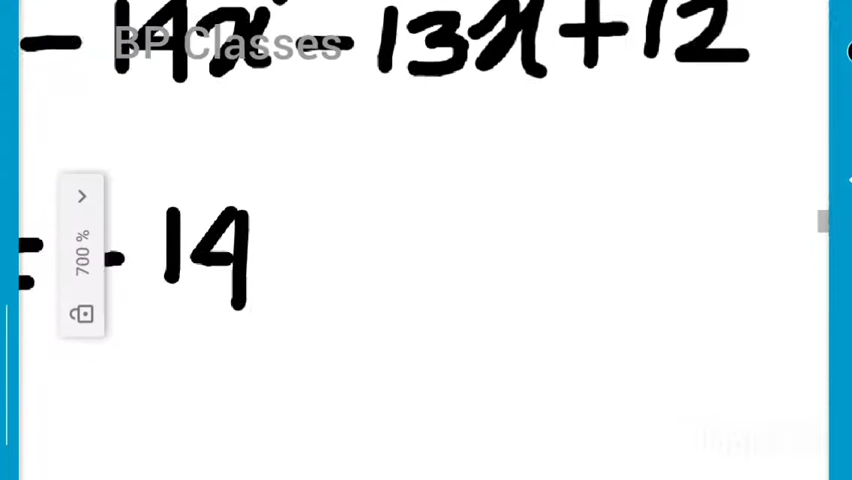 - 14x² - 13x + 12
BP Classes
= - 14
700 %